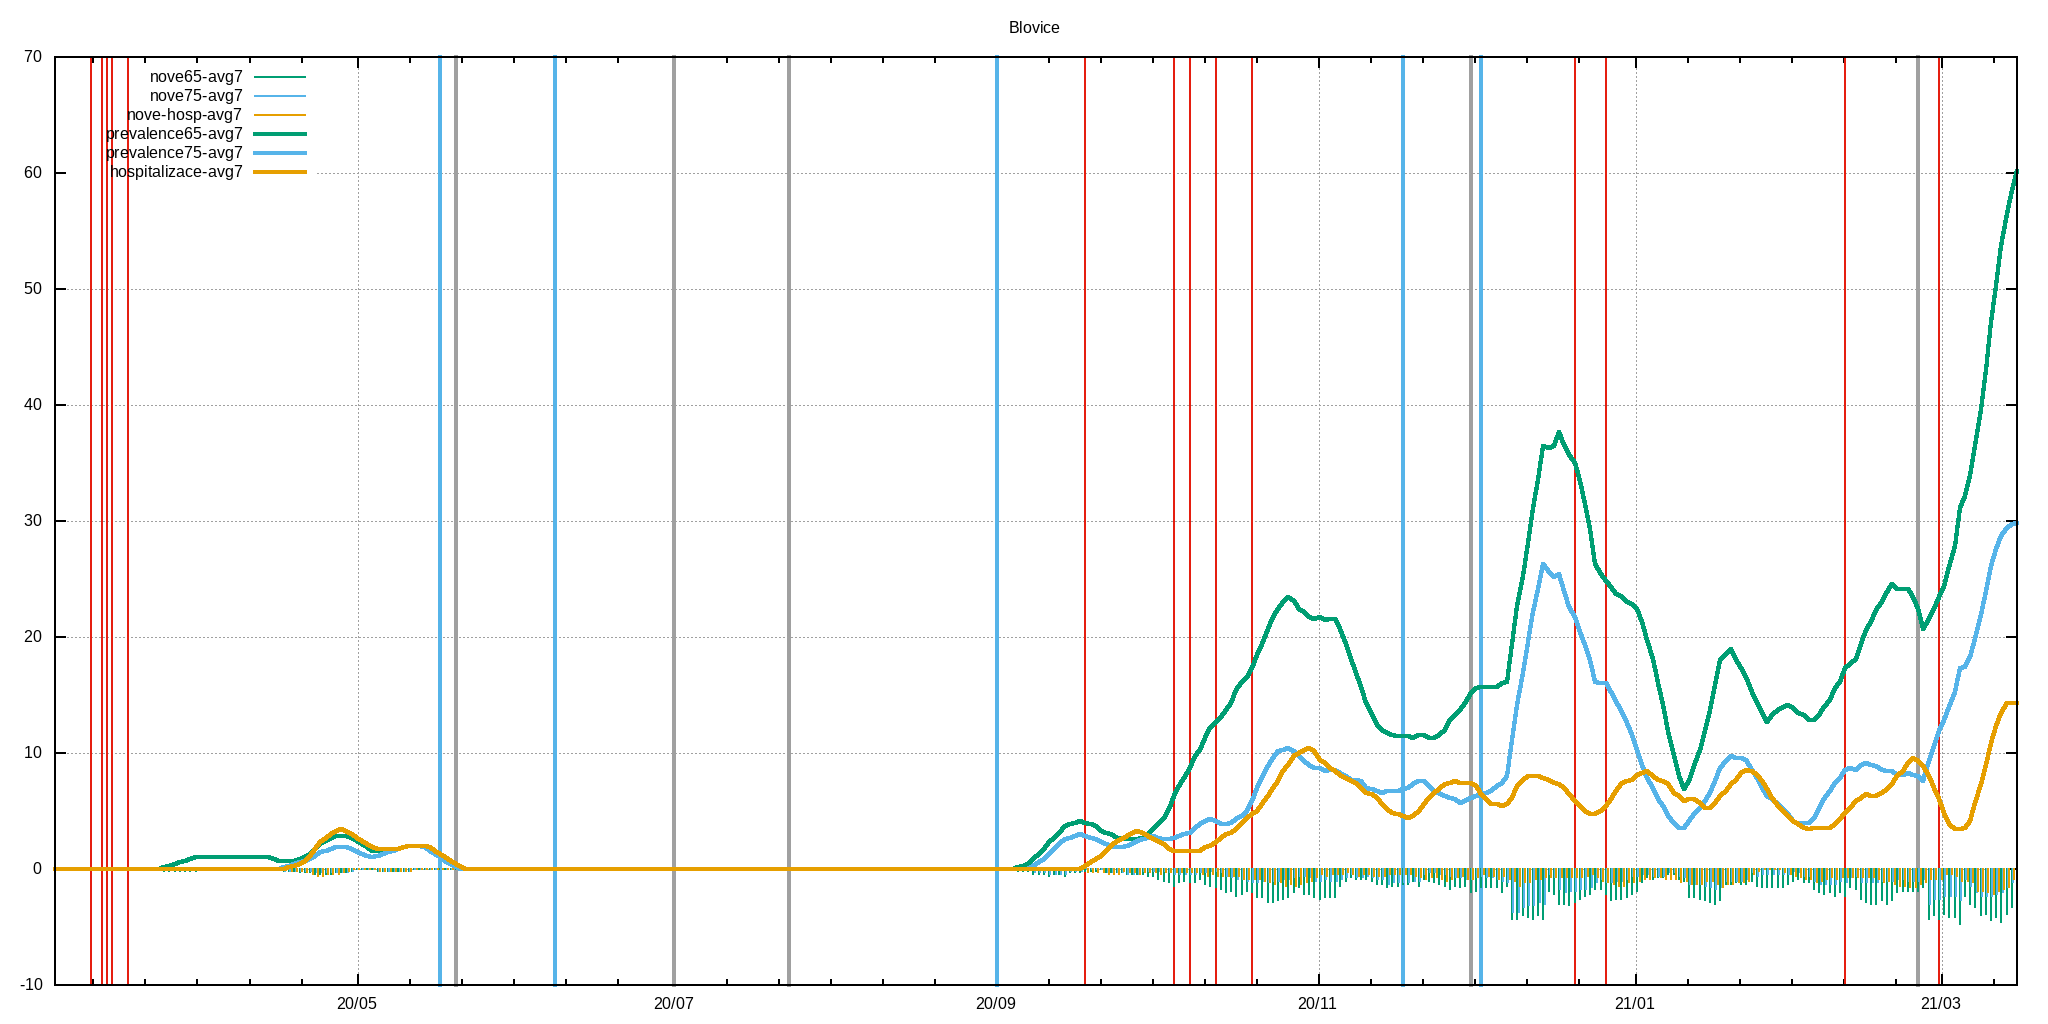 Blovice
70
60
50
40
30
20
10
0
-10
nove65-avg7
nove75-avg7
nove-hosp-avg7
prevalence65-avg7
prevalence75-avg7
hospitalizace-avg7
20/05 20/07 20/09 20/11 21/01 21/03